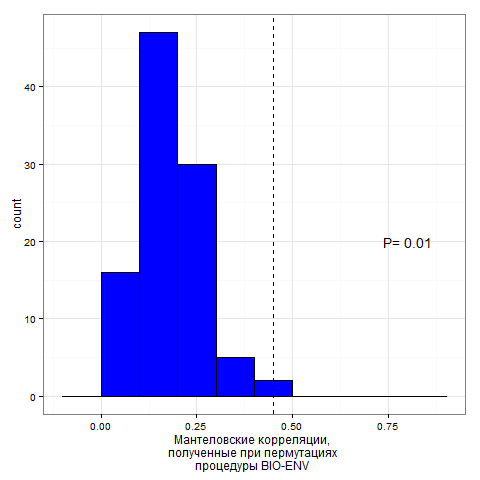 40
30
20
10
0
count
P= 0.01
0.00 0.25 0.50 0.75
Мантеловские корреляции,
полученные при пермутациях
процедуры BIO-ENV